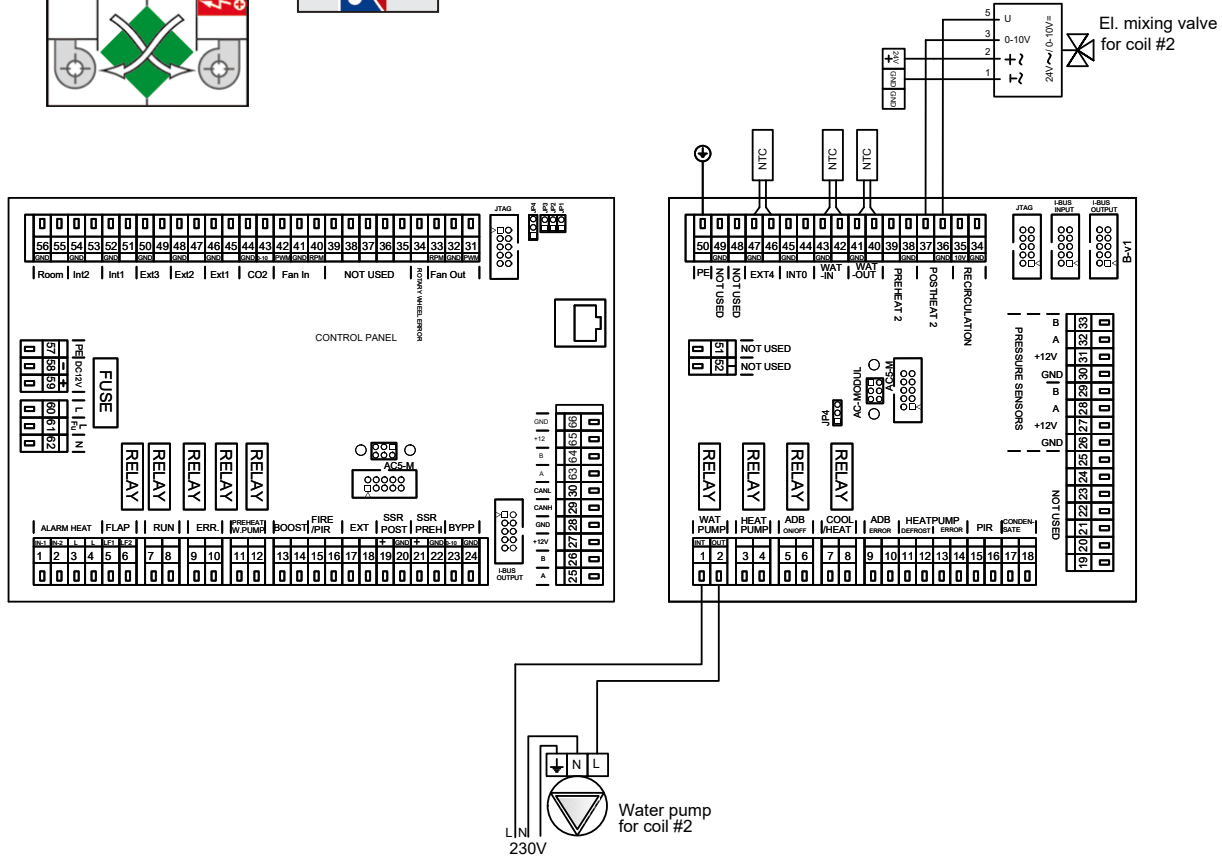 5 U
3 0-10V
2 +~
1
24V~/ 0-10V=
El. mixing valve
for coil #2
24V
+
GND
GND
NTC
NTC
NTC
JP4
JP3
JP2
JP1
JTAG
56 55 54 53 52 51 50 49 48 47 46 45 44 43 42 41 40 39 38 37 36 35 34 33 32 31
GND GND GND GND GND GND GND 0-10 PWM GND RPM RPM GND PWM
Room Int2 Int1 Ext3 Ext2 Ext1 CO2 Fan In NOT USED ROTARY WHEEL ERROR Fan Out
CONTROL PANEL
57 58 59
PE DC12V - +
FUSE
60 61 62
L Fu L N
RELAY RELAY RELAY RELAY RELAY
AC5-M
GND 66
+12 65
B 64
A 63
CANL 30
CANH 29
GND 28
+12V 27
B 26
A 25
I-BUS
OUTPUT
ALARM HEAT FLAP RUN ERR. PREHEAT W.PUMP BOOST FIRE /PIR EXT SSR POST SSR PREH BYPP
IN-1 IN-2 L L LF1 LF2 + GND + GND 0-10 GND
1 2 3 4 5 6 7 8 9 10 11 12 13 14 15 16 17 18 19 20 21 22 23 24
JTAG
I-BUS
INPUT
I-BUS
OUTPUT
B-v1
50 49 48 47 46 45 44 43 42 41 40 39 38 37 36 35 34
GND GND GND GND GND GND 10V GND
PE NOT USED NOT USED EXT4 INT0 WAT -IN WAT -OUT PREHEAT 2 POSTHEAT 2 RECIRCULATION
51 NOT USED
52 NOT USED
AC-MODUL
AC5-M
JP4
RELAY RELAY RELAY RELAY
PRESSURE SENSORS
B 33
A 32
+12V 31
GND 30
B 29
A 28
+12V 27
GND 26
25
24
23
22
21
20
19
NOT USED
WAT PUMP HEAT PUMP ADB ON/OFF COOL /HEAT ADB ERROR HEATPUMP DEFROST ERROR PIR CONDEN- SATE
INT OUT
1 2 3 4 5 6 7 8 9 10 11 12 13 14 15 16 17 18
N L
Water pump
for coil #2
L N
230V